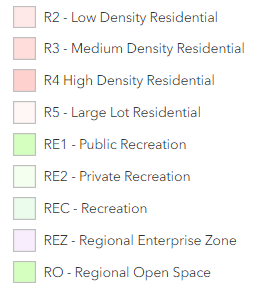 R2 - Low Density Residential
R3 - Medium Density Residential
R4 High Density Residential
R5 - Large Lot Residential
RE1 - Public Recreation
RE2 - Private Recreation
REC - Recreation
REZ - Regional Enterprise Zone
RO - Regional Open Space